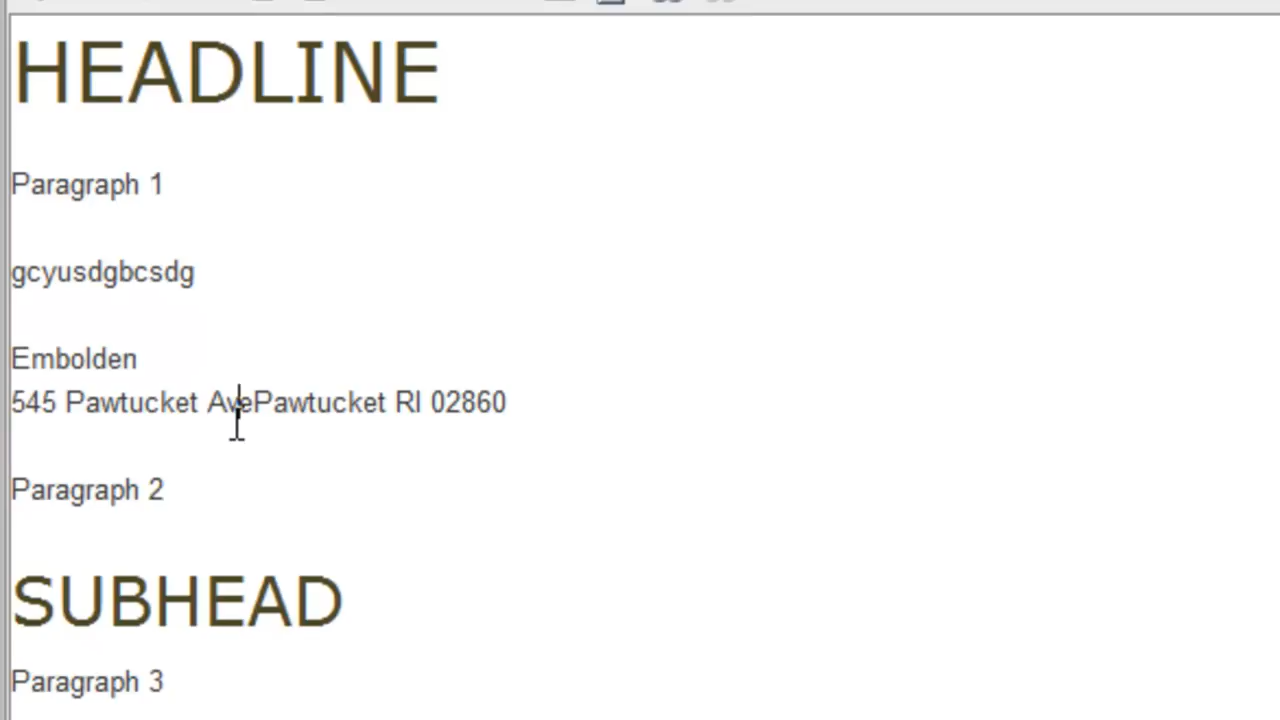 HEADLINE
Paragraph 1
gcyusdgbcsdg
Embolden
545 Pawtucket AvePawtucket RI 02860
Paragraph 2
SUBHEAD
Paragraph 3